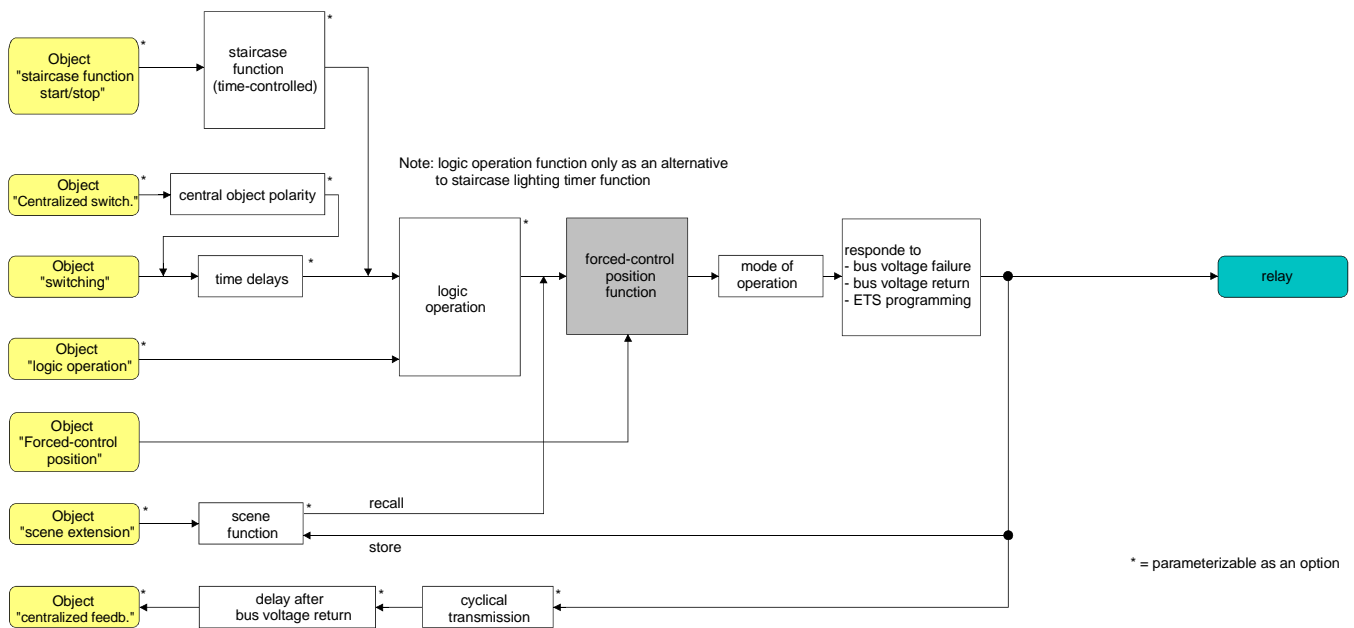 *
*
Object
"staircase function
start/stop"
staircase
function
(time-controlled)
Note: logic operation function only as an alternative
to staircase lighting timer function
*
*
Object
"Centralized switch."
central object polarity
*
*
Object
"switching"
time delays
*
logic
operation
forced-control
position
function
mode of
operation
responde to
- bus voltage failure
- bus voltage return
- ETS programming
relay
*
Object
"logic operation"
Object
"Forced-control
position"
*
*
Object
"scene extension"
scene
function
recall
store
* = parameterizable as an option
*
*
*
Object
"centralized feedb."
delay after
bus voltage return
cyclical
transmission